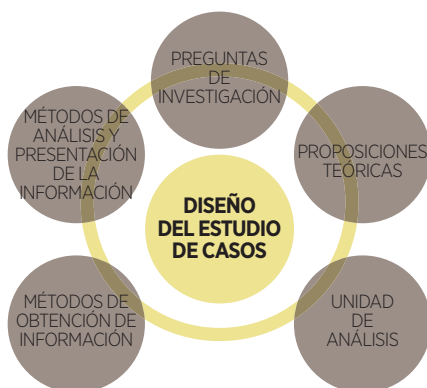 PREGUNTAS
DE
INVESTIGACIÓN
MÉTODOS DE
ANÁLISIS Y
PRESENTACIÓN
DE LA
INFORMACIÓN
PROPOSICIONES
TEÓRICAS
DISEÑO
DEL ESTUDIO
DE CASOS
MÉTODOS DE
OBTENCIÓN DE
INFORMACIÓN
UNIDAD
DE
ANÁLISIS